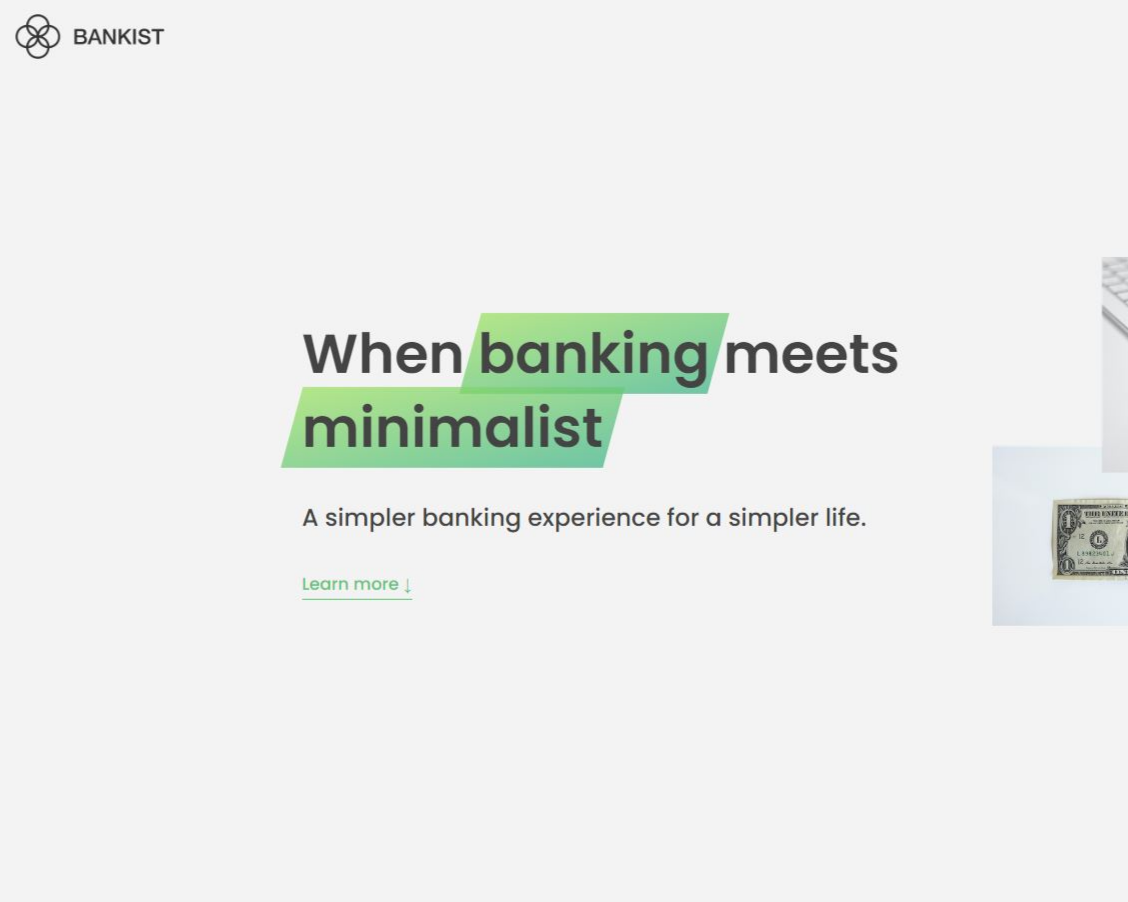 BANKIST
When banking meets
minimalist
A simpler banking experience for a simpler life.
Learn more ↓